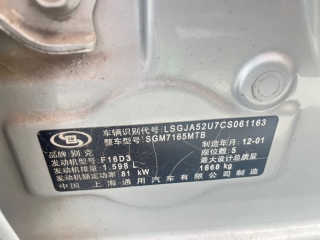 车辆识别代号: LSGJA52U7CS061163
整车型号: SGM7165MTB
品牌: 别克 制造年月: 12-01
发动机型号: F16D3 座位数: 5
发动机排量: 1.598 L 最大设计总质量
发动机额定功率: 81 kW 1668 kg
中国 上海通用汽车有限公司制造